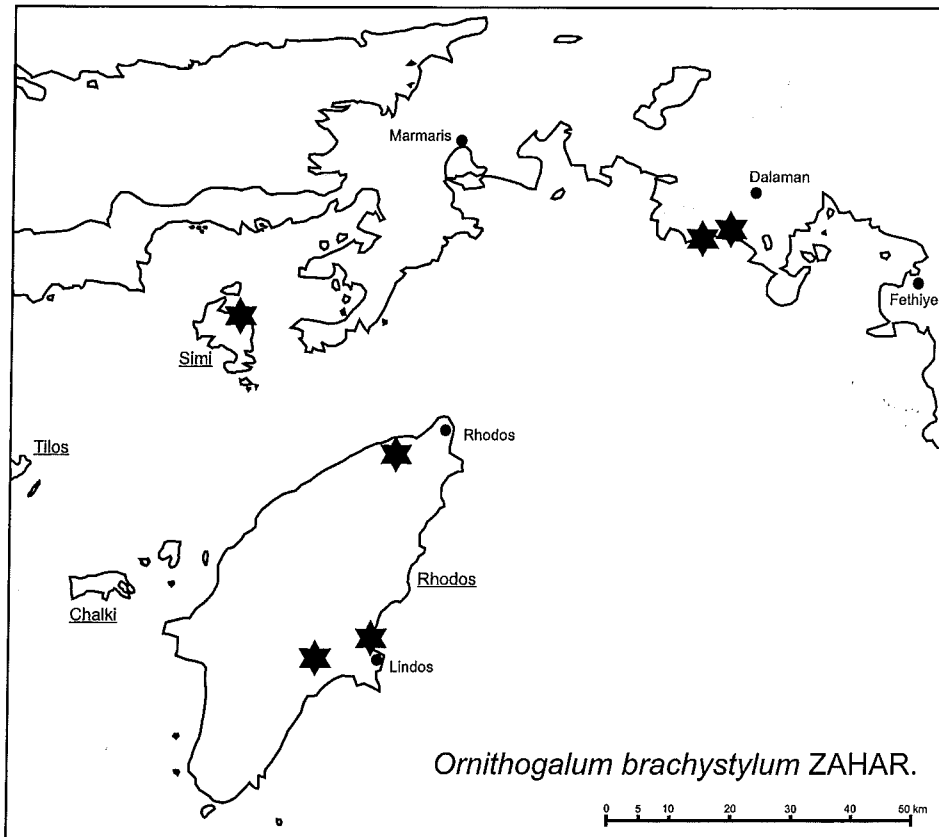 Marmaris
Dalaman
Fethiye
Simi
Rhodos
Tilos
Rhodos
Chalki
Lindos
Ornithogalum brachystylum ZAHAR.
0 5 10 20 30 40 50 km